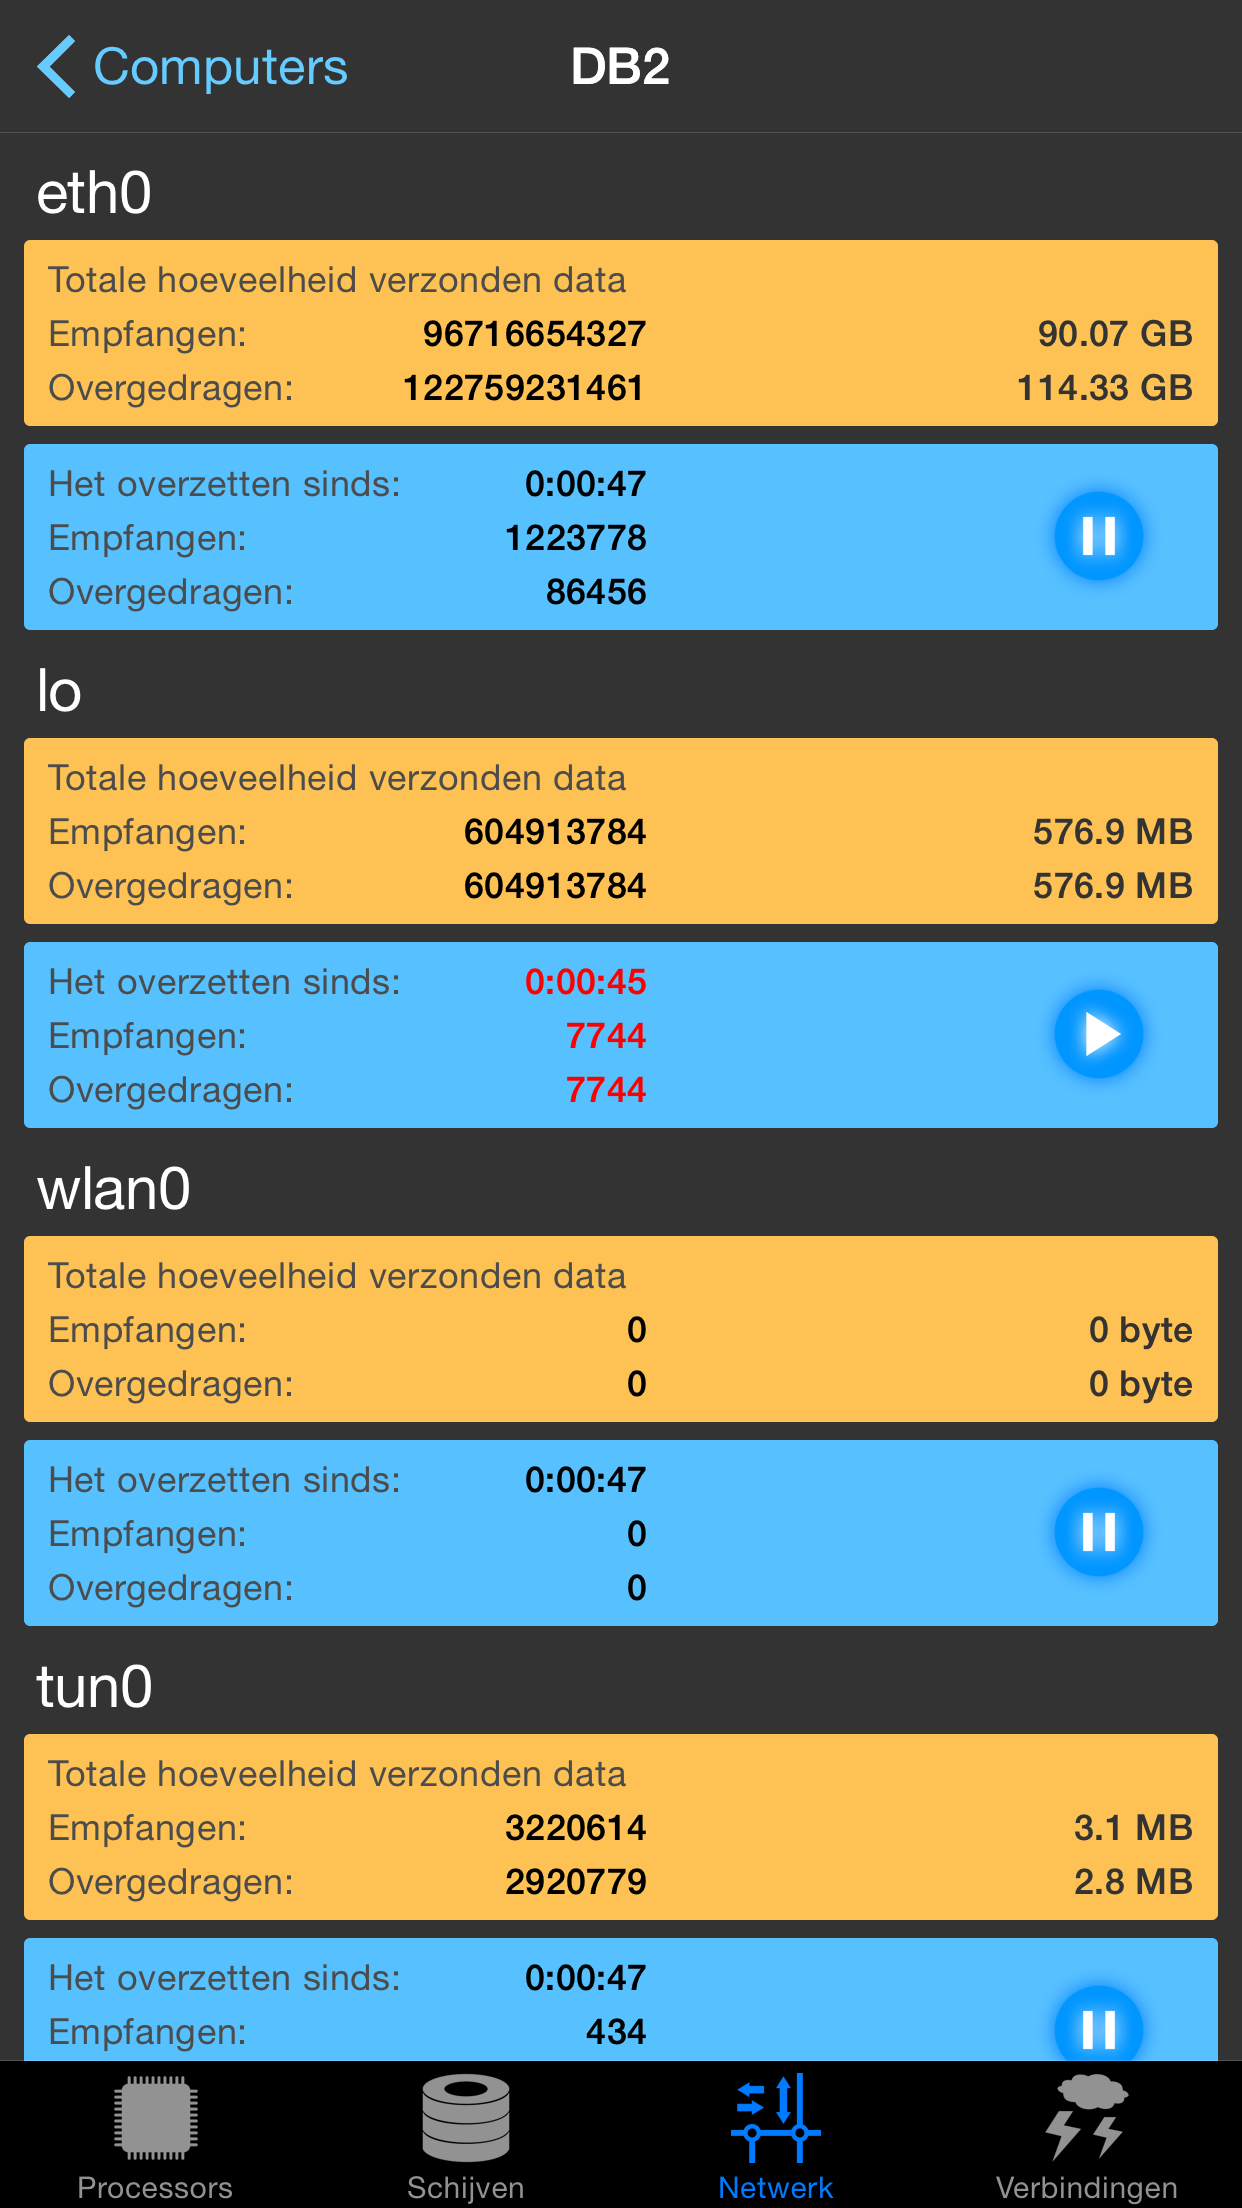 Computers DB2
eth0
Totale hoeveelheid verzonden data
Empfangen: 96716654327 90.07 GB
Overgedragen: 122759231461 114.33 GB
Het overzetten sinds: 0:00:47
Empfangen: 1223778
Overgedragen: 86456
lo
Totale hoeveelheid verzonden data
Empfangen: 604913784 576.9 MB
Overgedragen: 604913784 576.9 MB
Het overzetten sinds: 0:00:45
Empfangen: 7744
Overgedragen: 7744
wlan0
Totale hoeveelheid verzonden data
Empfangen: 0 0 byte
Overgedragen: 0 0 byte
Het overzetten sinds: 0:00:47
Empfangen: 0
Overgedragen: 0
tun0
Totale hoeveelheid verzonden data
Empfangen: 3220614 3.1 MB
Overgedragen: 2920779 2.8 MB
Het overzetten sinds: 0:00:47
Empfangen: 434
Processors Schijven Netwerk Verbindingen